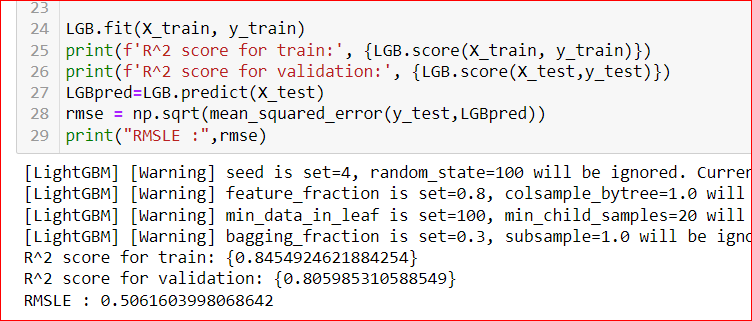 23
24 LGB.fit(X_train, y_train)
25 print(f'R^2 score for train:', {LGB.score(X_train, y_train)})
26 print(f'R^2 score for validation:', {LGB.score(X_test,y_test)})
27 LGBpred=LGB.predict(X_test)
28 rmse = np.sqrt(mean_squared_error(y_test,LGBpred))
29 print("RMSLE :",rmse)
[LightGBM] [Warning] seed is set=4, random_state=100 will be ignored. Curren
[LightGBM] [Warning] feature_fraction is set=0.8, colsample_bytree=1.0 will
[LightGBM] [Warning] min_data_in_leaf is set=100, min_child_samples=20 will
[LightGBM] [Warning] bagging_fraction is set=0.3, subsample=1.0 will be igno
R^2 score for train: {0.8454924621884254}
R^2 score for validation: {0.805985310588549}
RMSLE : 0.5061603998068642